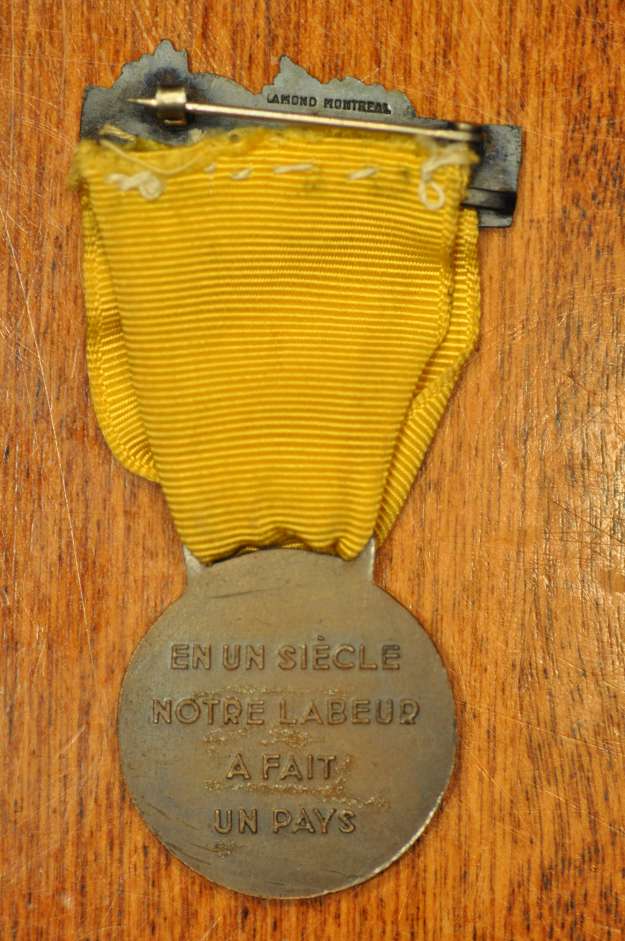 LAMOND MONTREAL
EN UN SIÈCLE
NOTRE LABEUR
A FAIT
UN PAYS